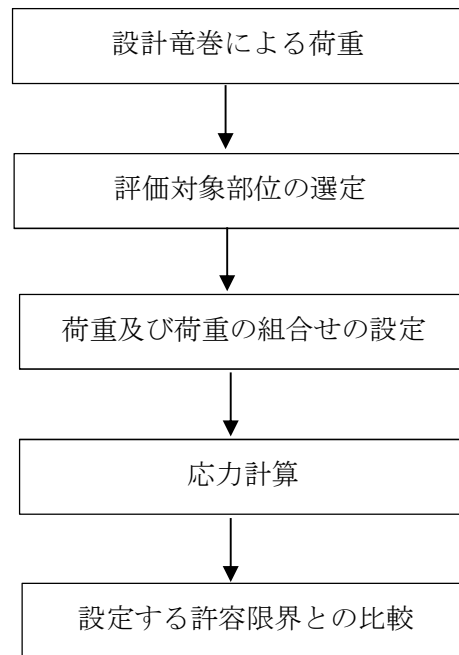 設計竜巻による荷重
評価対象部位の選定
荷重及び荷重の組合せの設定
応力計算
設定する許容限界との比較